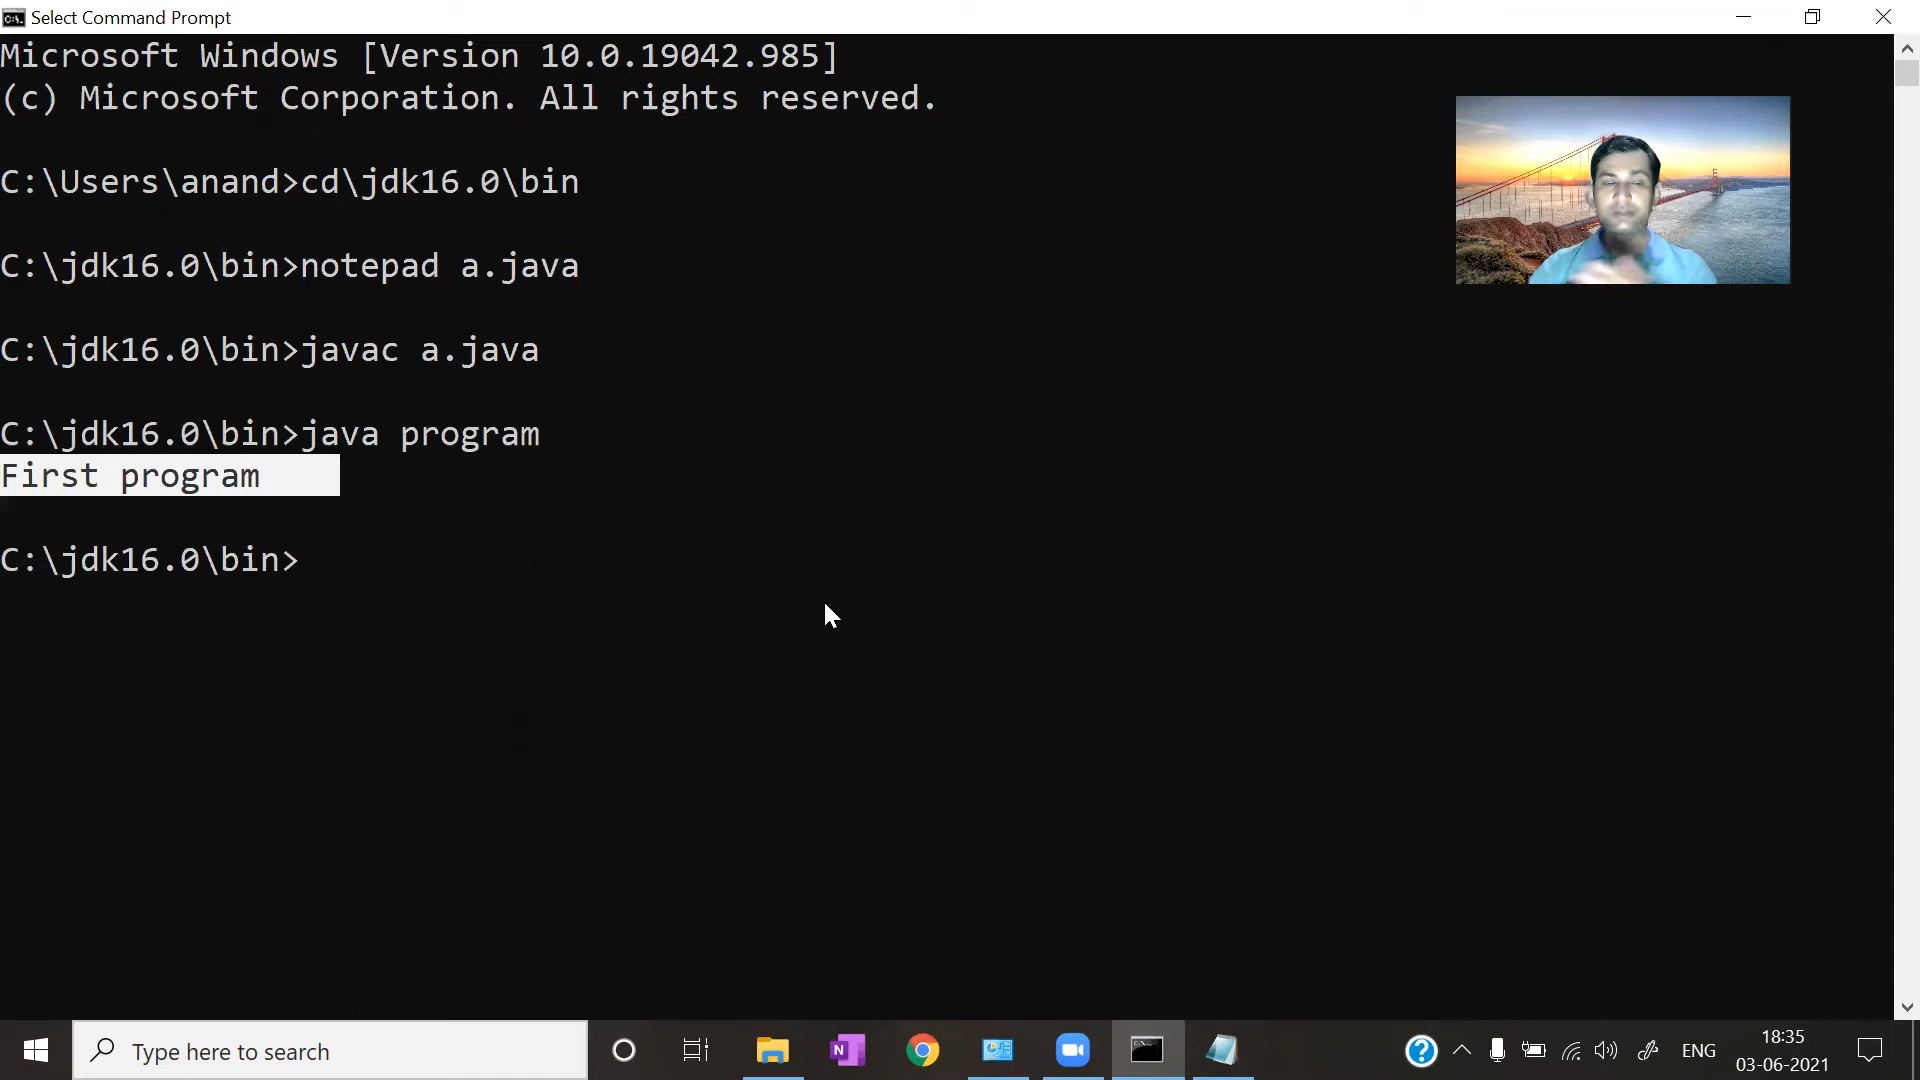 Select Command Prompt
Microsoft Windows [Version 10.0.19042.985]
(c) Microsoft Corporation. All rights reserved.
C:\Users\anand>cd\jdk16.0\bin
C:\jdk16.0\bin>notepad a.java
C:\jdk16.0\bin>javac a.java
C:\jdk16.0\bin>java program
First program
C:\jdk16.0\bin>
Type here to search
ENG
18:35
03-06-2021